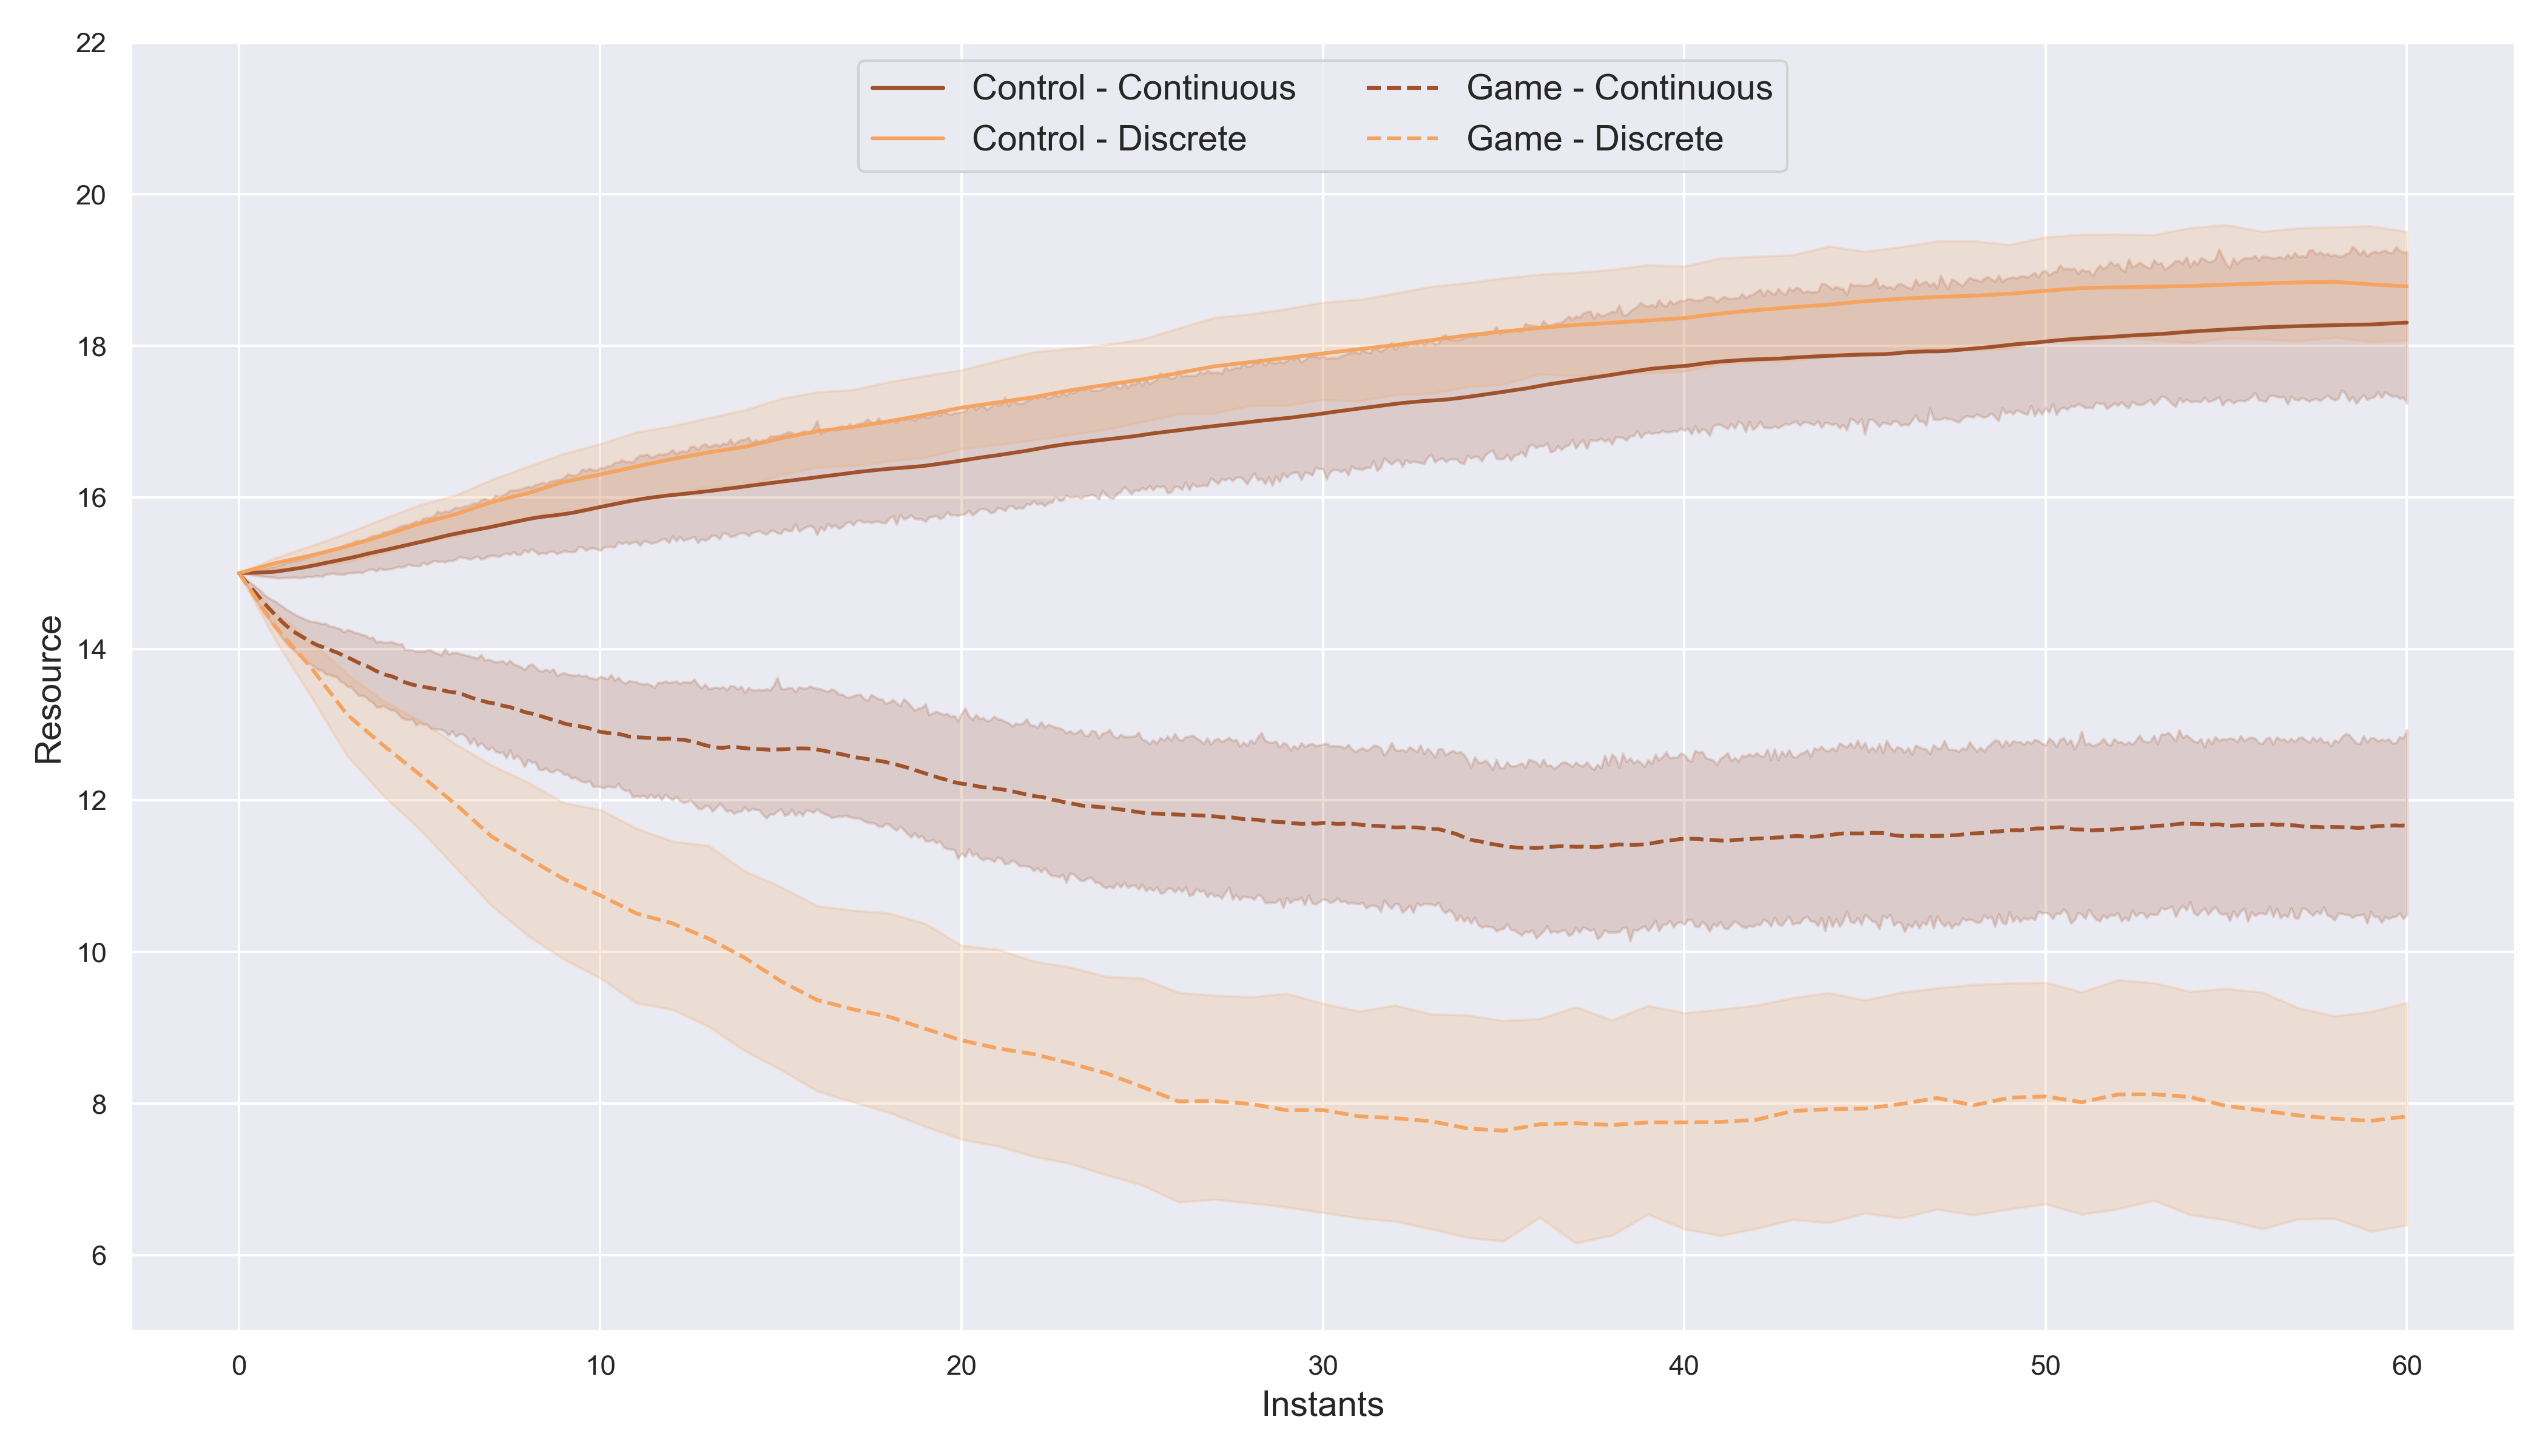 22
20
18
16
14
12
10
8
6
Resource
Control - Continuous
Control - Discrete
Game - Continuous
Game - Discrete
0 10 20 30 40 50 60
Instants